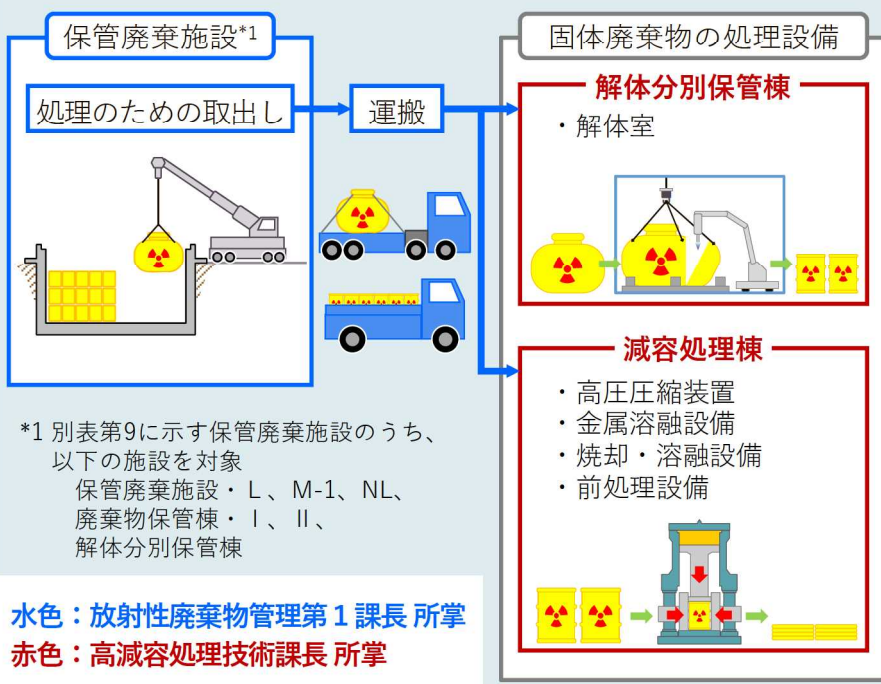 保管廃棄施設*1
処理のための取出し
運搬
固体廃棄物の処理設備
解体分別保管棟
・解体室
減容処理棟
・高圧圧縮装置
・金属溶融設備
・焼却・溶融設備
・前処理設備
*1 別表第9に示す保管廃棄施設のうち、
以下の施設を対象
保管廃棄施設・L、M-1、NL、
廃棄物保管棟・Ⅰ、Ⅱ、
解体分別保管棟
水色：放射性廃棄物管理第1課長 所掌
赤色：高減容処理技術課長 所掌